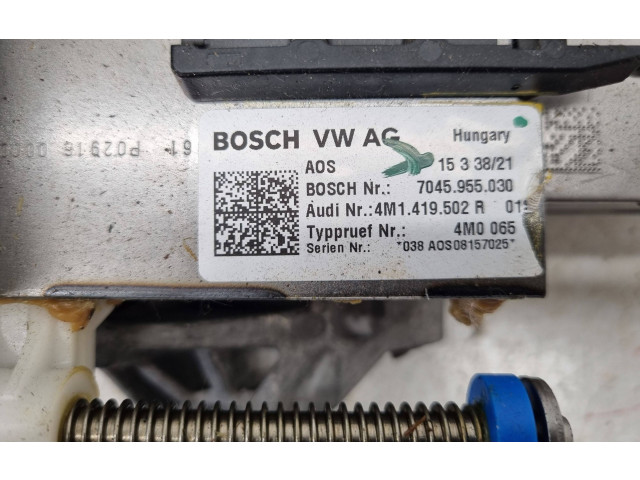 BOSCH VW AG Hungary
AOS 15 3 38/21
BOSCH Nr.: 7045.955.030
Audi Nr.:4M1.419.502 R
Typpruef Nr.: 4M0 065
Serien Nr.: *038 AOS08157025*
P02916